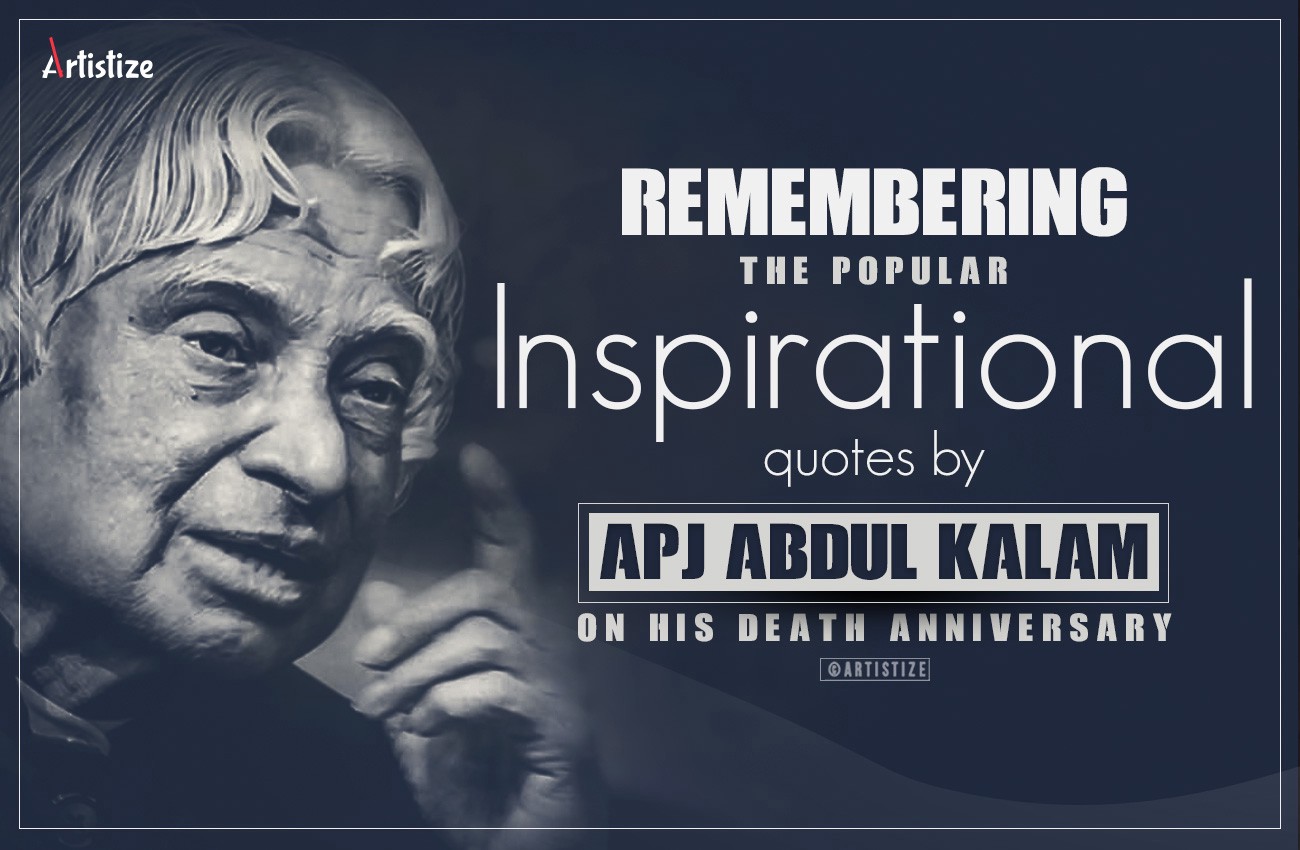 Artistize
REMEMBERING
THE POPULAR
Inspirational
quotes by
APJ ABDUL KALAM
ON HIS DEATH ANNIVERSARY
©ARTISTIZE